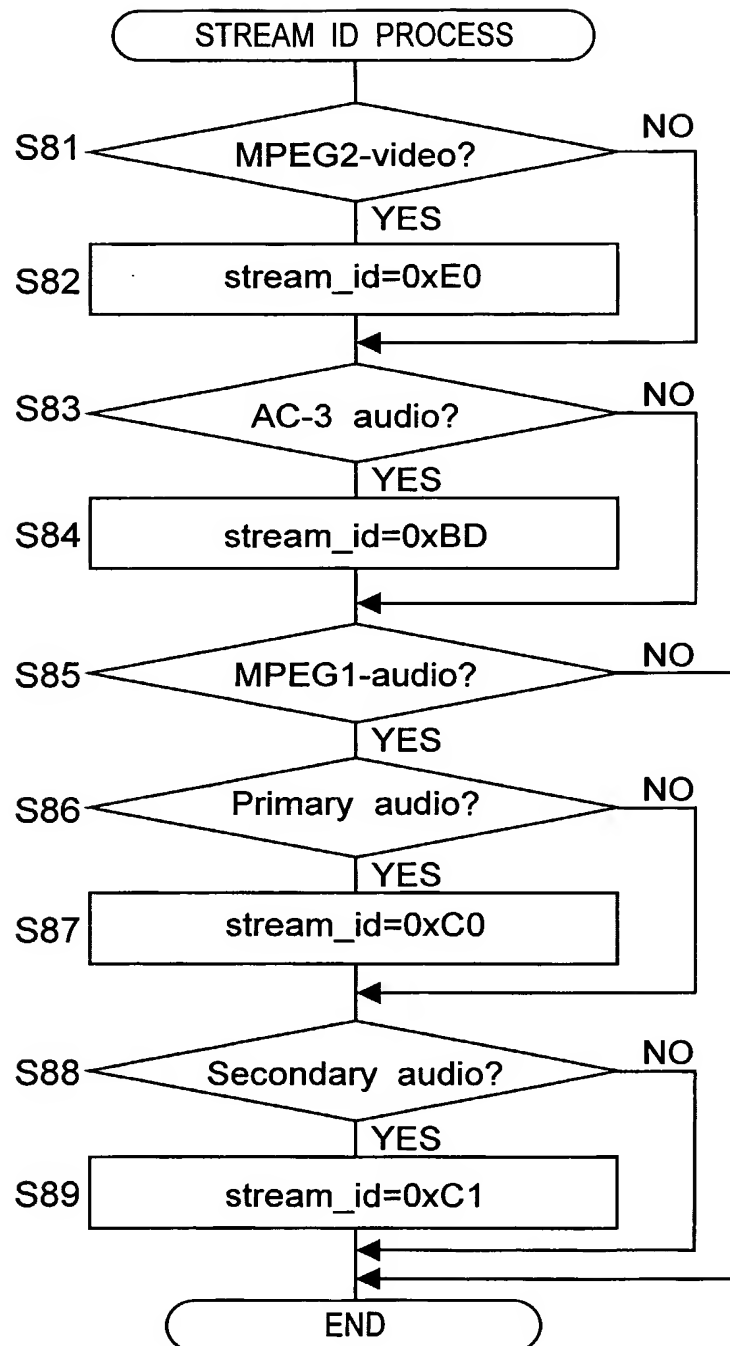 STREAM ID PROCESS
S81
MPEG2-video?
NO
YES
S82
stream_id=0xE0
S83
AC-3 audio?
NO
YES
S84
stream_id=0xBD
S85
MPEG1-audio?
NO
YES
S86
Primary audio?
NO
YES
S87
stream_id=0xC0
S88
Secondary audio?
NO
YES
S89
stream_id=0xC1
END